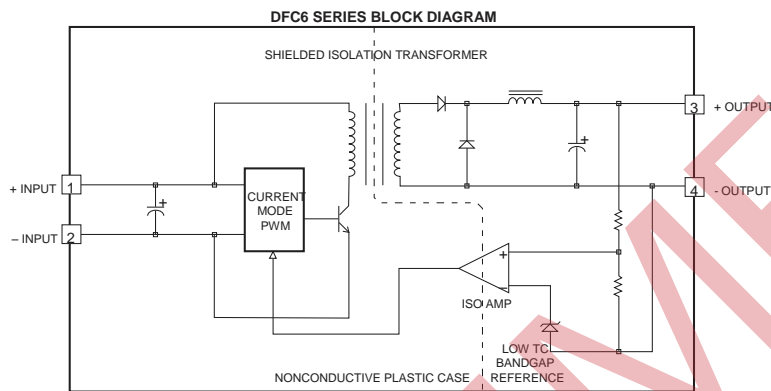 DFC6 SERIES BLOCK DIAGRAM
SHIELDED ISOLATION TRANSFORMER
3
+ OUTPUT
+ INPUT
1
CURRENT
MODE
PWM
4
- OUTPUT
– INPUT
2
+
−
ISO AMP
LOW TC
BANDGAP
REFERENCE
NONCONDUCTIVE PLASTIC CASE